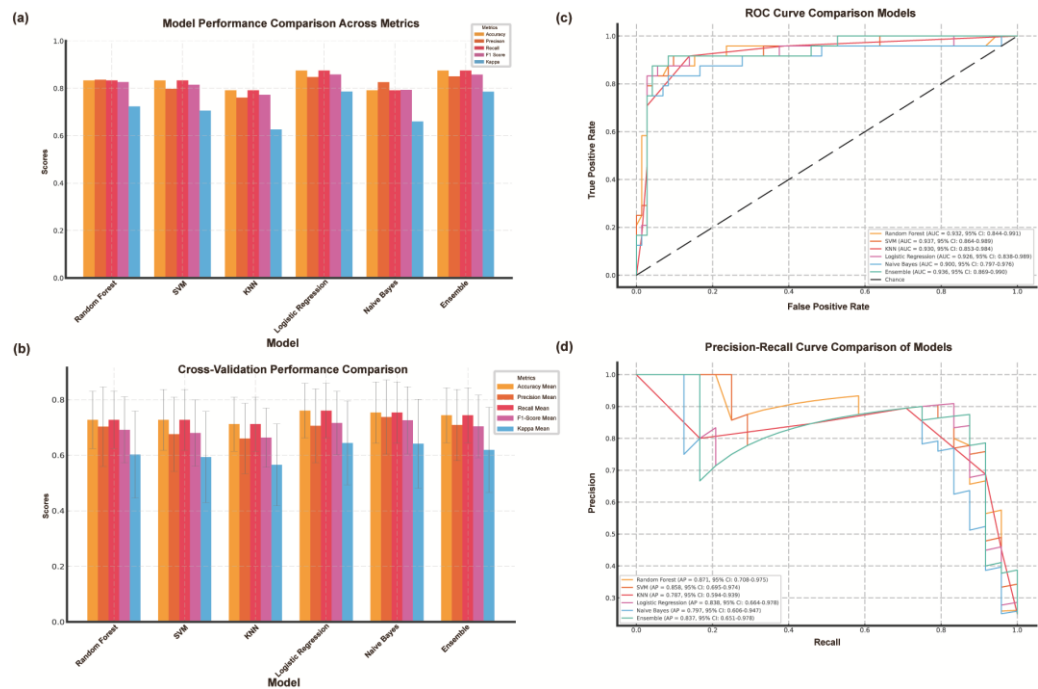 (a)
Model Performance Comparison Across Metrics
Metrics
Accuracy
Precision
Recall
F1-Score
Kappa
1.0
0.8
0.6
0.4
0.2
0.0
Scores
Random Forest
SVM
KNN
Logistic Regression
Naive Bayes
Ensemble
Model
(b)
Cross-Validation Performance Comparison
Metrics
Accuracy Mean
Precision Mean
Recall Mean
F1-Score Mean
Kappa Mean
0.8
0.6
0.4
0.2
0.0
Scores
Random Forest
SVM
KNN
Logistic Regression
Naive Bayes
Ensemble
Model
(c)
ROC Curve Comparison Models
1.0
0.8
0.6
0.4
0.2
0.0
True Positive Rate
Random Forest (AUC = 0.932, 95% CI: 0.844-0.991)
SVM (AUC = 0.937, 95% CI: 0.864-0.989)
KNN (AUC = 0.930, 95% CI: 0.853-0.984)
Logistic Regression (AUC = 0.926, 95% CI: 0.838-0.989)
Naive Bayes (AUC = 0.900, 95% CI: 0.797-0.976)
Ensemble (AUC = 0.936, 95% CI: 0.869-0.990)
Chance
0.0
0.2
0.4
0.6
0.8
1.0
False Positive Rate
(d)
Precision-Recall Curve Comparison of Models
1.0
0.9
0.8
0.7
0.6
0.5
0.4
0.3
Precision
Random Forest (AP = 0.871, 95% CI: 0.708-0.975)
SVM (AP = 0.858, 95% CI: 0.695-0.974)
KNN (AP = 0.787, 95% CI: 0.594-0.939)
Logistic Regression (AP = 0.838, 95% CI: 0.664-0.978)
Naive Bayes (AP = 0.797, 95% CI: 0.606-0.947)
Ensemble (AP = 0.837, 95% CI: 0.651-0.978)
0.0
0.2
0.4
0.6
0.8
1.0
Recall